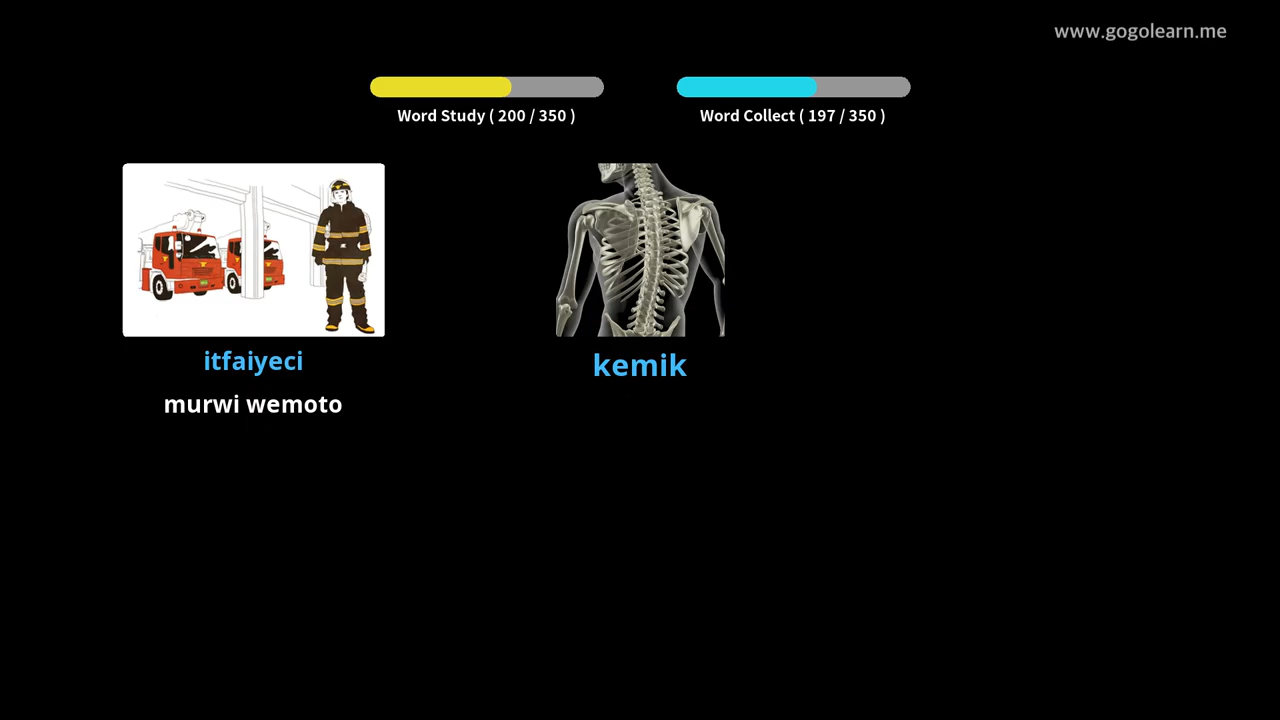 www.gogolearn.me
Word Study ( 200 / 350 )
Word Collect ( 197 / 350 )
itfaiyeci
murwi wemoto
kemik